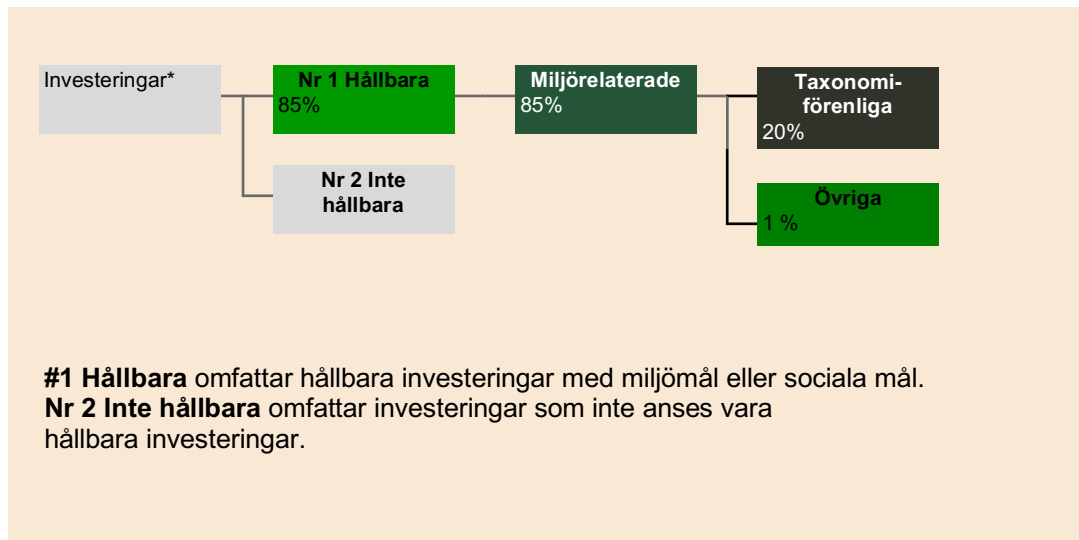 Investeringar*
Nr 1 Hållbara
85%
Miljörelaterade
85%
Taxonomi-
förenliga
20%
Nr 2 Inte
hållbara
Övriga
1 %
#1 Hållbara omfattar hållbara investeringar med miljömål eller sociala mål.
Nr 2 Inte hållbara omfattar investeringar som inte anses vara
hållbara investeringar.